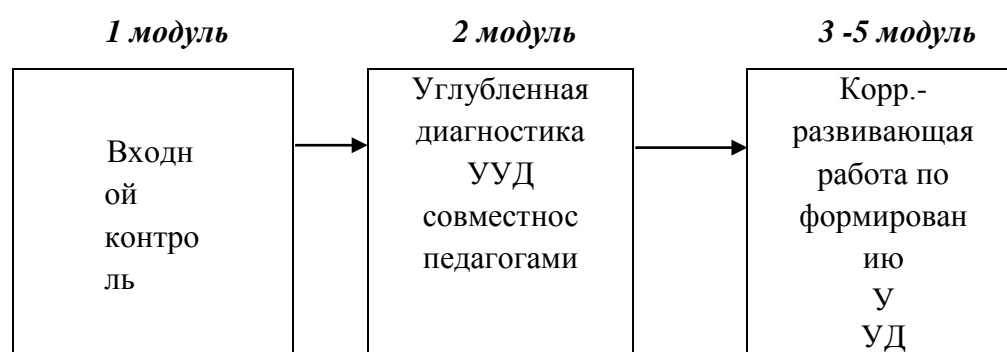 1 модуль
2 модуль
3 -5 модуль
Входн
ой
контро
ль
Углубленная
диагностика
УУД
совместнос
педагогами
Корр.-
развивающая
работа по
формирован
ию
У
УД